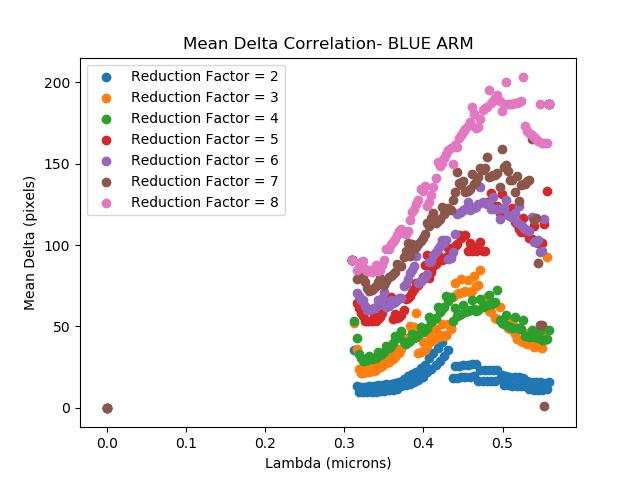 Mean Delta Correlation- BLUE ARM
Reduction Factor = 2
Reduction Factor = 3
Reduction Factor = 4
Reduction Factor = 5
Reduction Factor = 6
Reduction Factor = 7
Reduction Factor = 8
200
150
100
50
0
Mean Delta (pixels)
0.0 0.1 0.2 0.3 0.4 0.5
Lambda (microns)